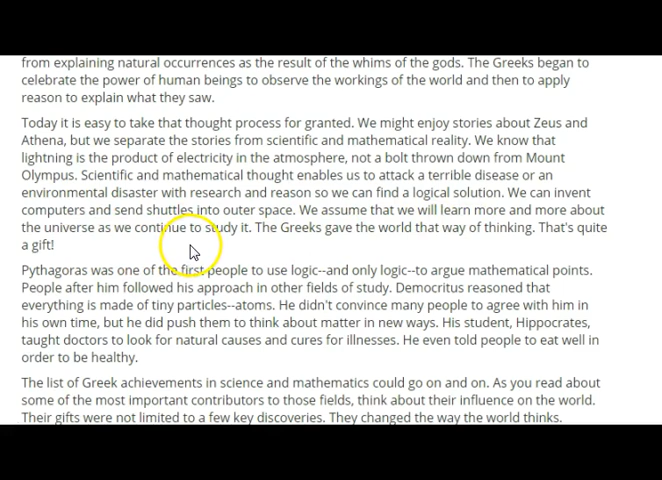 from explaining natural occurrences as the result of the whims of the gods. The Greeks began to
celebrate the power of human beings to observe the workings of the world and then to apply
reason to explain what they saw.
Today it is easy to take that thought process for granted. We might enjoy stories about Zeus and
Athena, but we separate the stories from scientific and mathematical reality. We know that
lightning is the product of electricity in the atmosphere, not a bolt thrown down from Mount
Olympus. Scientific and mathematical thought enables us to attack a terrible disease or an
environmental disaster with research and reason so we can find a logical solution. We can invent
computers and send shuttles into outer space. We assume that we will learn more and more about
the universe as we continue to study it. The Greeks gave the world that way of thinking. That's quite
a gift!
Pythagoras was one of the first people to use logic--and only logic--to argue mathematical points.
People after him followed his approach in other fields of study. Democritus reasoned that
everything is made of tiny particles--atoms. He didn't convince many people to agree with him in
his own time, but he did push them to think about matter in new ways. His student, Hippocrates,
taught doctors to look for natural causes and cures for illnesses. He even told people to eat well in
order to be healthy.
The list of Greek achievements in science and mathematics could go on and on. As you read about
some of the most important contributors to those fields, think about their influence on the world.
Their gifts were not limited to a few key discoveries. They changed the way the world thinks.